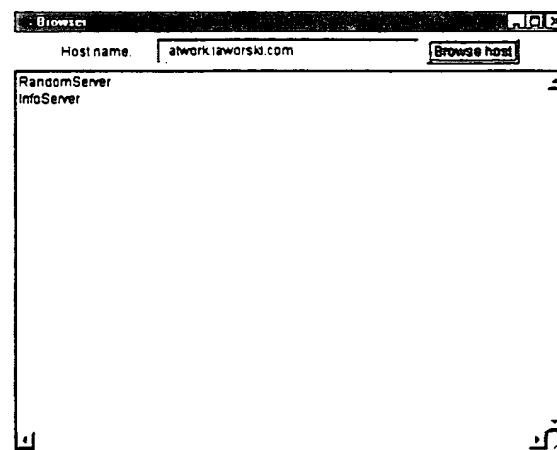 Browser
Host name. atwork.jaworski.com Browse host
RandomServer
InfoServer